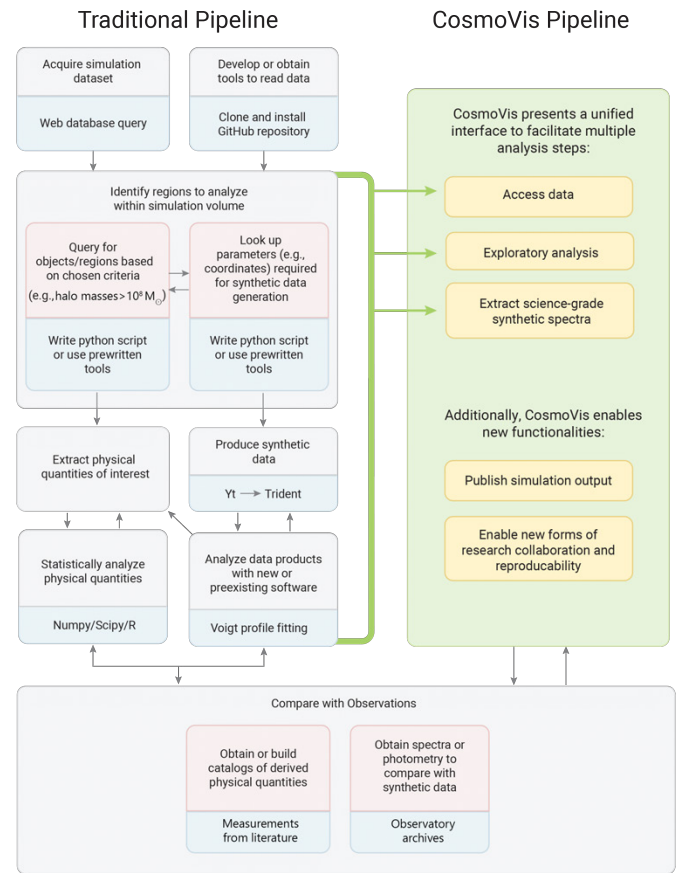 Traditional Pipeline
CosmoVis Pipeline
Acquire simulation
dataset
Web database query
Develop or obtain
tools to read data
Clone and install
GitHub repository
Identify regions to analyze
within simulation volume
Query for
objects/regions based
on chosen criteria
(e.g., halo masses>10⁸ M☉)
Write python script
or use prewritten
tools
Look up
parameters (e.g.,
coordinates) required
for synthetic data
generation
Write python script
or use prewritten
tools
Extract physical
quantities of interest
Produce synthetic
data
Yt → Trident
Statistically analyze
physical quantities
Numpy/Scipy/R
Analyze data products
with new or
preexisting software
Voigt profile fitting
CosmoVis presents a unified
interface to facilitate multiple
analysis steps:
Access data
Exploratory analysis
Extract science-grade
synthetic spectra
Additionally, CosmoVis enables
new functionalities:
Publish simulation output
Enable new forms of
research collaboration and
reproducability
Compare with Observations
Obtain or build
catalogs of derived
physical quantities
Measurements
from literature
Obtain spectra or
photometry to
compare with
synthetic data
Observatory
archives